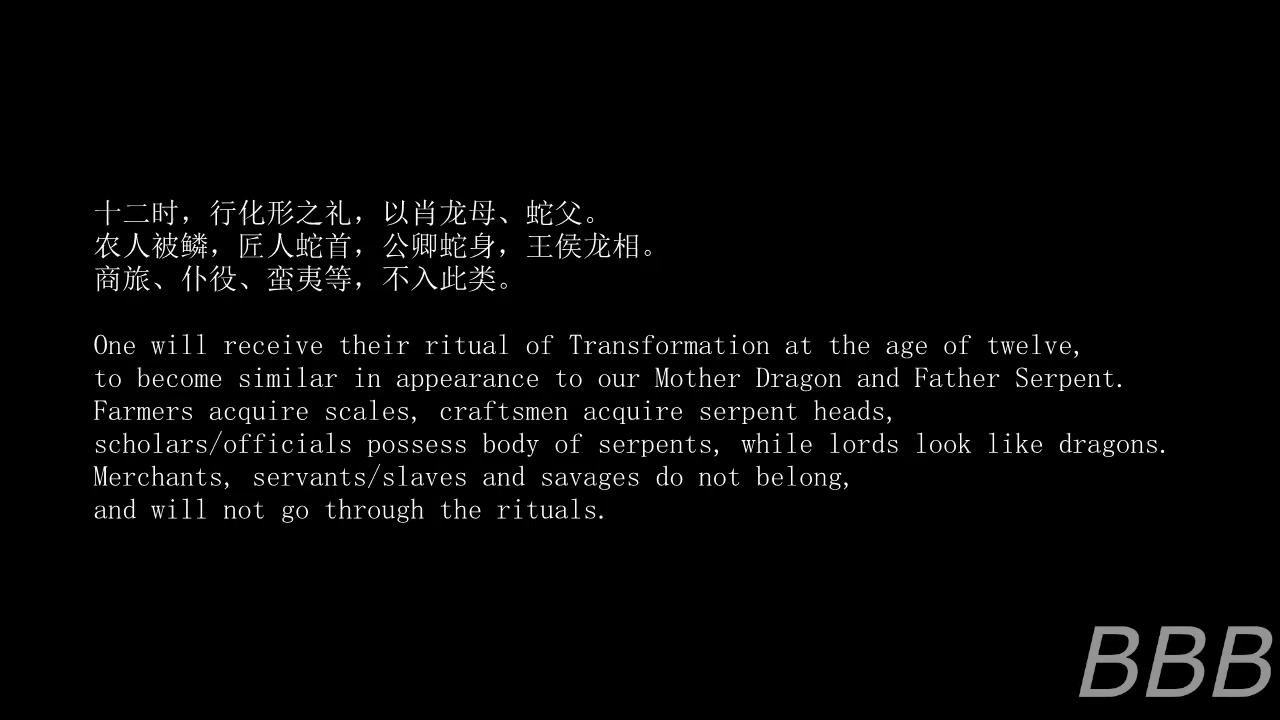 十二时，行化形之礼，以肖龙母、蛇父。
农人被鳞，匠人蛇首，公卿蛇身，王侯龙相。
商旅、仆役、蛮夷等，不入此类。
One will receive their ritual of Transformation at the age of twelve,
to become similar in appearance to our Mother Dragon and Father Serpent.
Farmers acquire scales, craftsmen acquire serpent heads,
scholars/officials possess body of serpents, while lords look like dragons.
Merchants, servants/slaves and savages do not belong,
and will not go through the rituals.
BBB